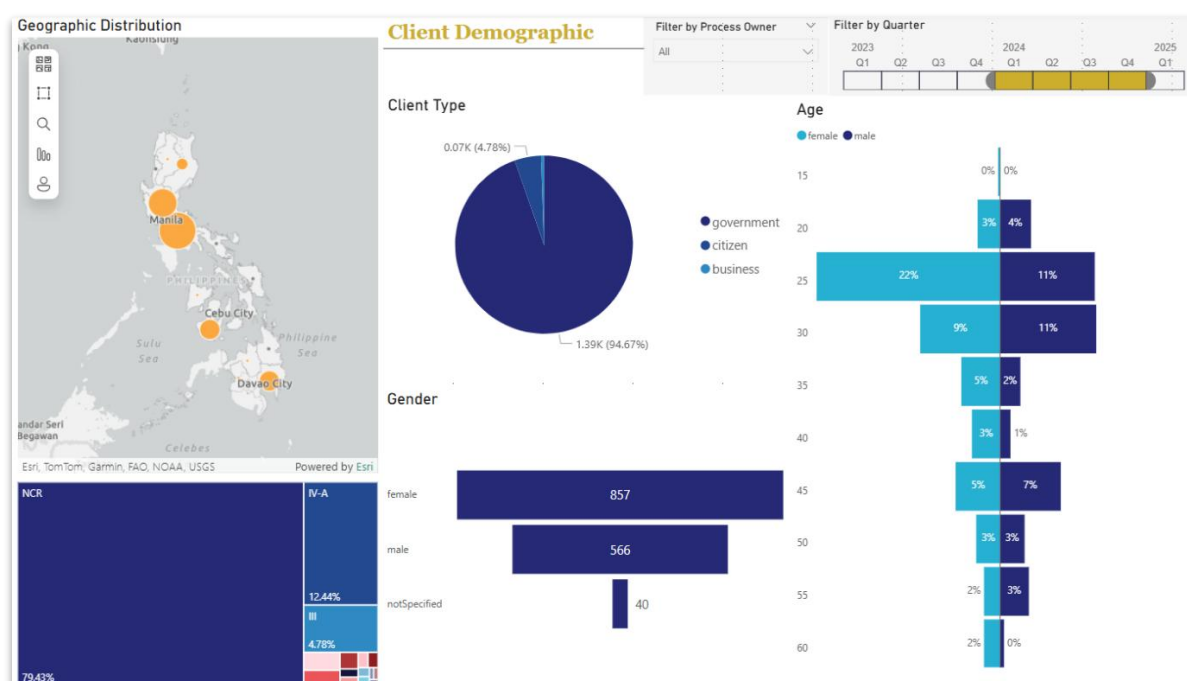 Geographic Distribution
Kong
Kaohsiung
Manila
PHILIPPINES
Cebu City
Sulu
Sea
Philippine
Sea
Davao City
andar Seri
Begawan
Celebes
Esri, TomTom, Garmin, FAO, NOAA, USGS
Powered by Esri
NCR
79.43%
IV-A
12.44%
III
4.78%
Client Demographic
Filter by Process Owner
All
Filter by Quarter
2023 2024 2025
Q1 Q2 Q3 Q4 Q1 Q2 Q3 Q4 Q1
Client Type
0.07K (4.78%)
1.39K (94.67%)
government
citizen
business
Gender
female 857
male 566
notSpecified 40
Age
female male
15 0% 0%
20 3% 4%
25 22% 11%
30 9% 11%
35 5% 2%
40 3% 1%
45 5% 7%
50 3% 3%
55 2% 3%
60 2% 0%